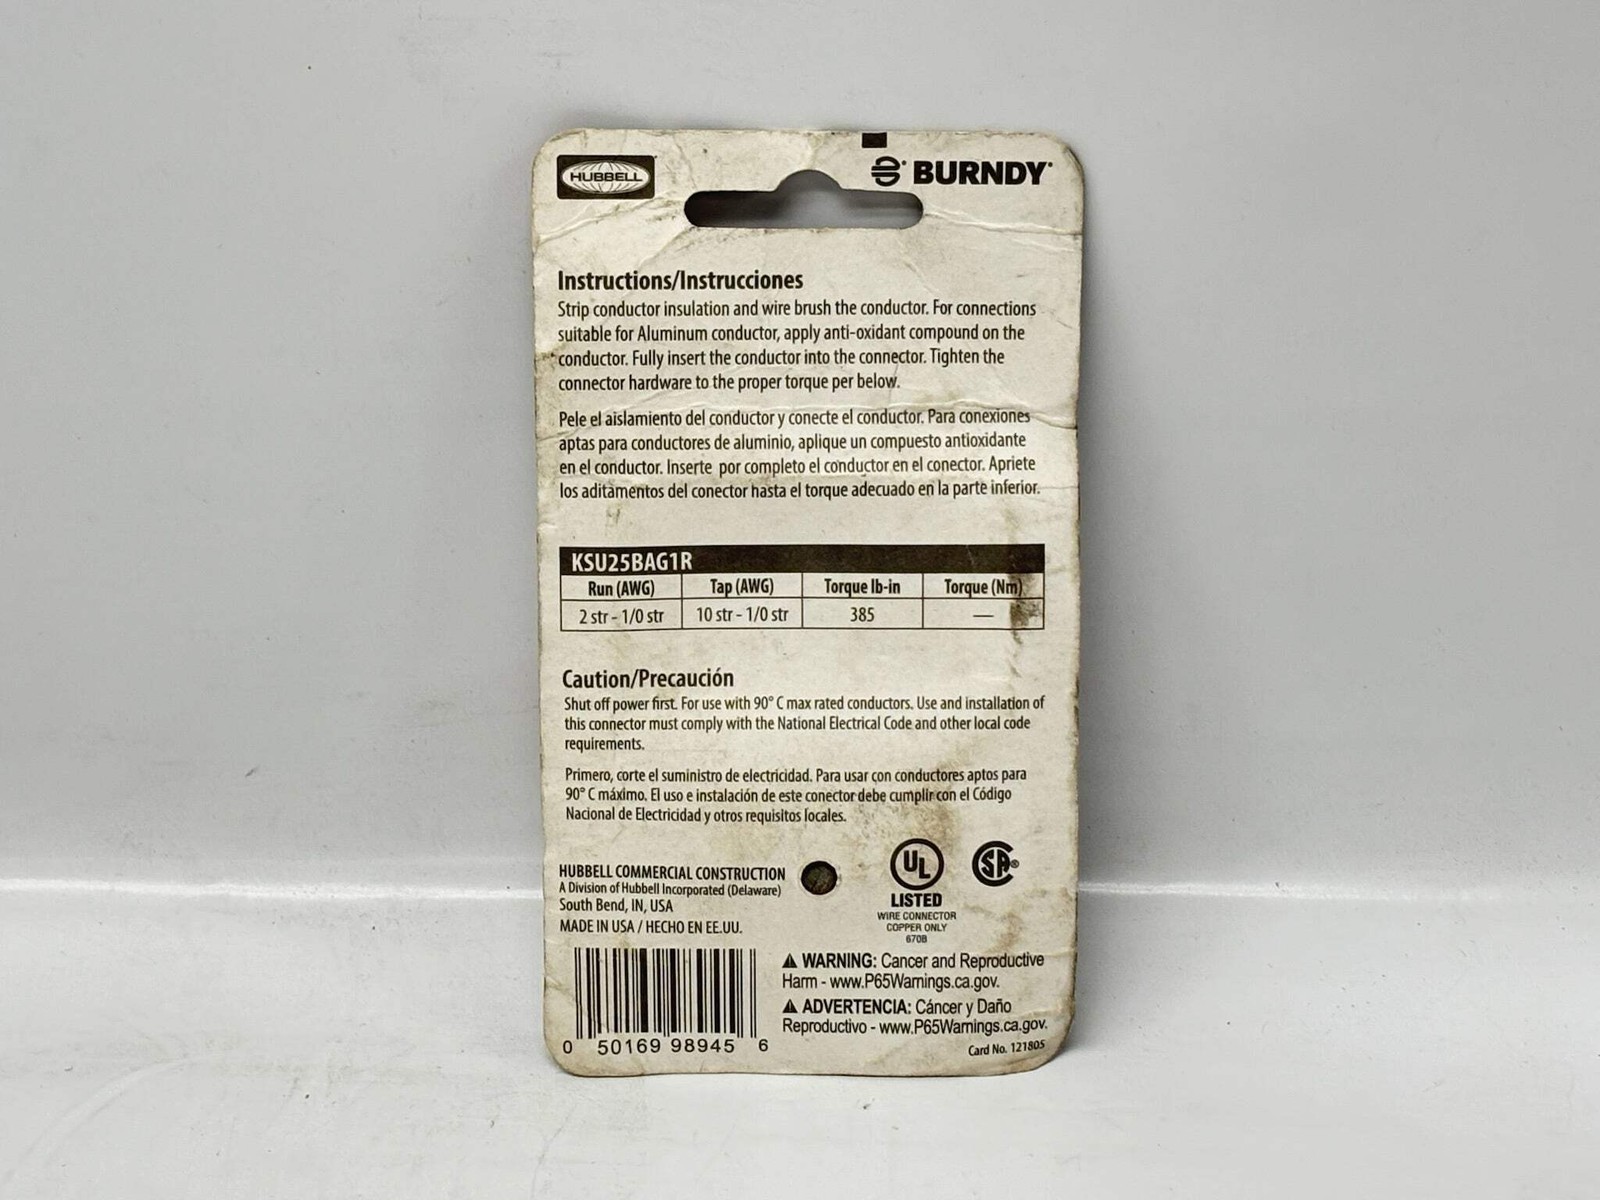 HUBBELL
BURNDY
Instructions/Instrucciones
Strip conductor insulation and wire brush the conductor. For connections
suitable for Aluminum conductor, apply anti-oxidant compound on the
conductor. Fully insert the conductor into the connector. Tighten the
connector hardware to the proper torque per below.
Pele el aislamiento del conductor y conecte el conductor. Para conexiones
aptas para conductores de aluminio, aplique un compuesto antioxidante
en el conductor. Inserte por completo el conductor en el conector. Apriete
los aditamentos del conector hasta el torque adecuado en la parte inferior.
KSU25BAG1R
Run (AWG) Tap (AWG) Torque lb-in Torque (Nm)
2 str - 1/0 str 10 str - 1/0 str 385 —
Caution/Precaución
Shut off power first. For use with 90° C max rated conductors. Use and installation of
this connector must comply with the National Electrical Code and other local code
requirements.
Primero, corte el suministro de electricidad. Para usar con conductores aptos para
90° C máximo. El uso e instalación de este conector debe cumplir con el Código
Nacional de Electricidad y otros requisitos locales.
HUBBELL COMMERCIAL CONSTRUCTION
A Division of Hubbell Incorporated (Delaware)
South Bend, IN, USA
MADE IN USA / HECHO EN EE.UU.
UL
LISTED
WIRE CONNECTOR
COPPER ONLY
670B
SA®
0 50169 98945 6
WARNING: Cancer and Reproductive
Harm - www.P65Warnings.ca.gov.
ADVERTENCIA: Cáncer y Daño
Reproductivo - www.P65Warnings.ca.gov.
Card No. 121805